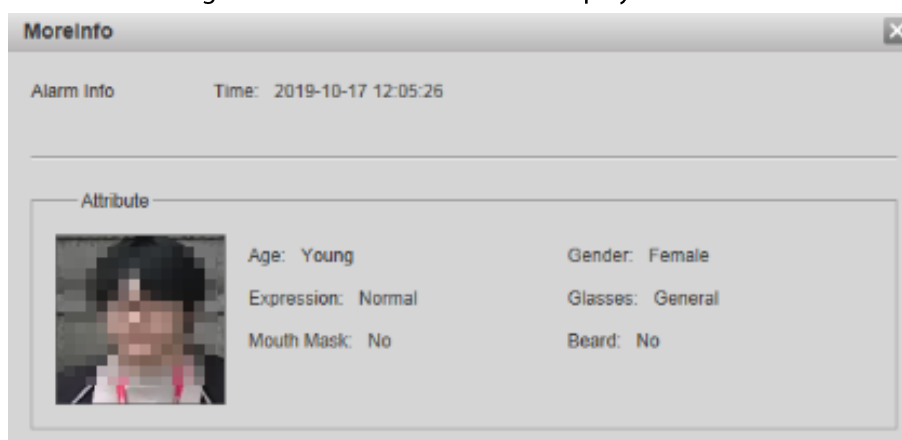 MoreInfo
Alarm Info Time: 2019-10-17 12:05:26
Attribute
Age: Young Gender: Female
Expression: Normal Glasses: General
Mouth Mask: No Beard: No